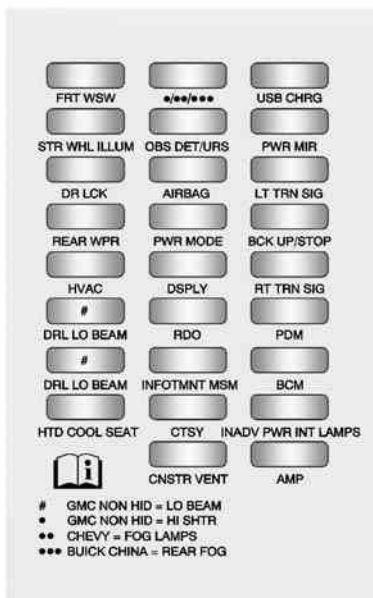 FRT WSW ●/●●/●●● USB CHRG
STR WHL ILLUM OBS DET/URS PWR MIR
DR LCK AIRBAG LT TRN SIG
REAR WPR PWR MODE BCK UP/STOP
HVAC DSPLY RT TRN SIG
#
DRL LO BEAM RDO PDM
#
DRL LO BEAM INFOTMNT MSM BCM
HTD COOL SEAT CTSY INADV PWR INT LAMPS
i
CNSTR VENT AMP
# GMC NON HID = LO BEAM
● GMC NON HID = HI SHTR
●● CHEVY = FOG LAMPS
●●● BUICK CHINA = REAR FOG